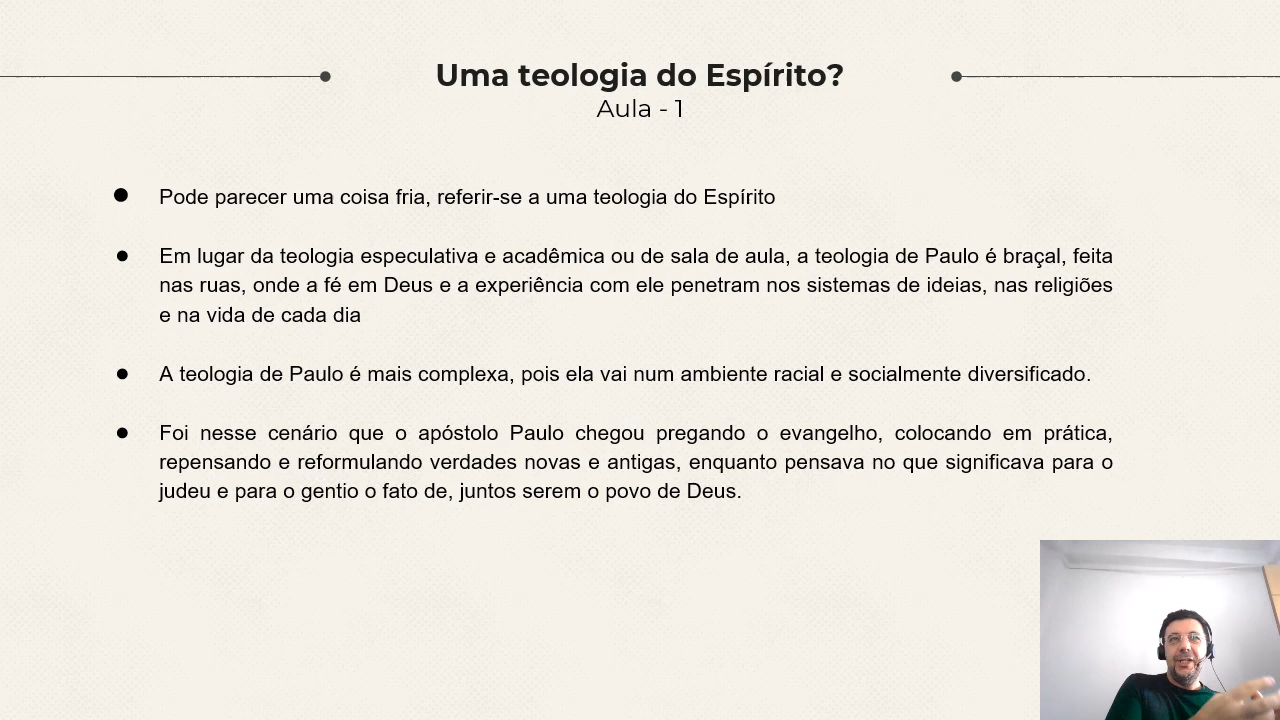 Uma teologia do Espírito?
Aula - 1
Pode parecer uma coisa fria, referir-se a uma teologia do Espírito
Em lugar da teologia especulativa e acadêmica ou de sala de aula, a teologia de Paulo é braçal, feita
nas ruas, onde a fé em Deus e a experiência com ele penetram nos sistemas de ideias, nas religiões
e na vida de cada dia
A teologia de Paulo é mais complexa, pois ela vai num ambiente racial e socialmente diversificado.
Foi nesse cenário que o apóstolo Paulo chegou pregando o evangelho, colocando em prática,
repensando e reformulando verdades novas e antigas, enquanto pensava no que significava para o
judeu e para o gentio o fato de, juntos serem o povo de Deus.